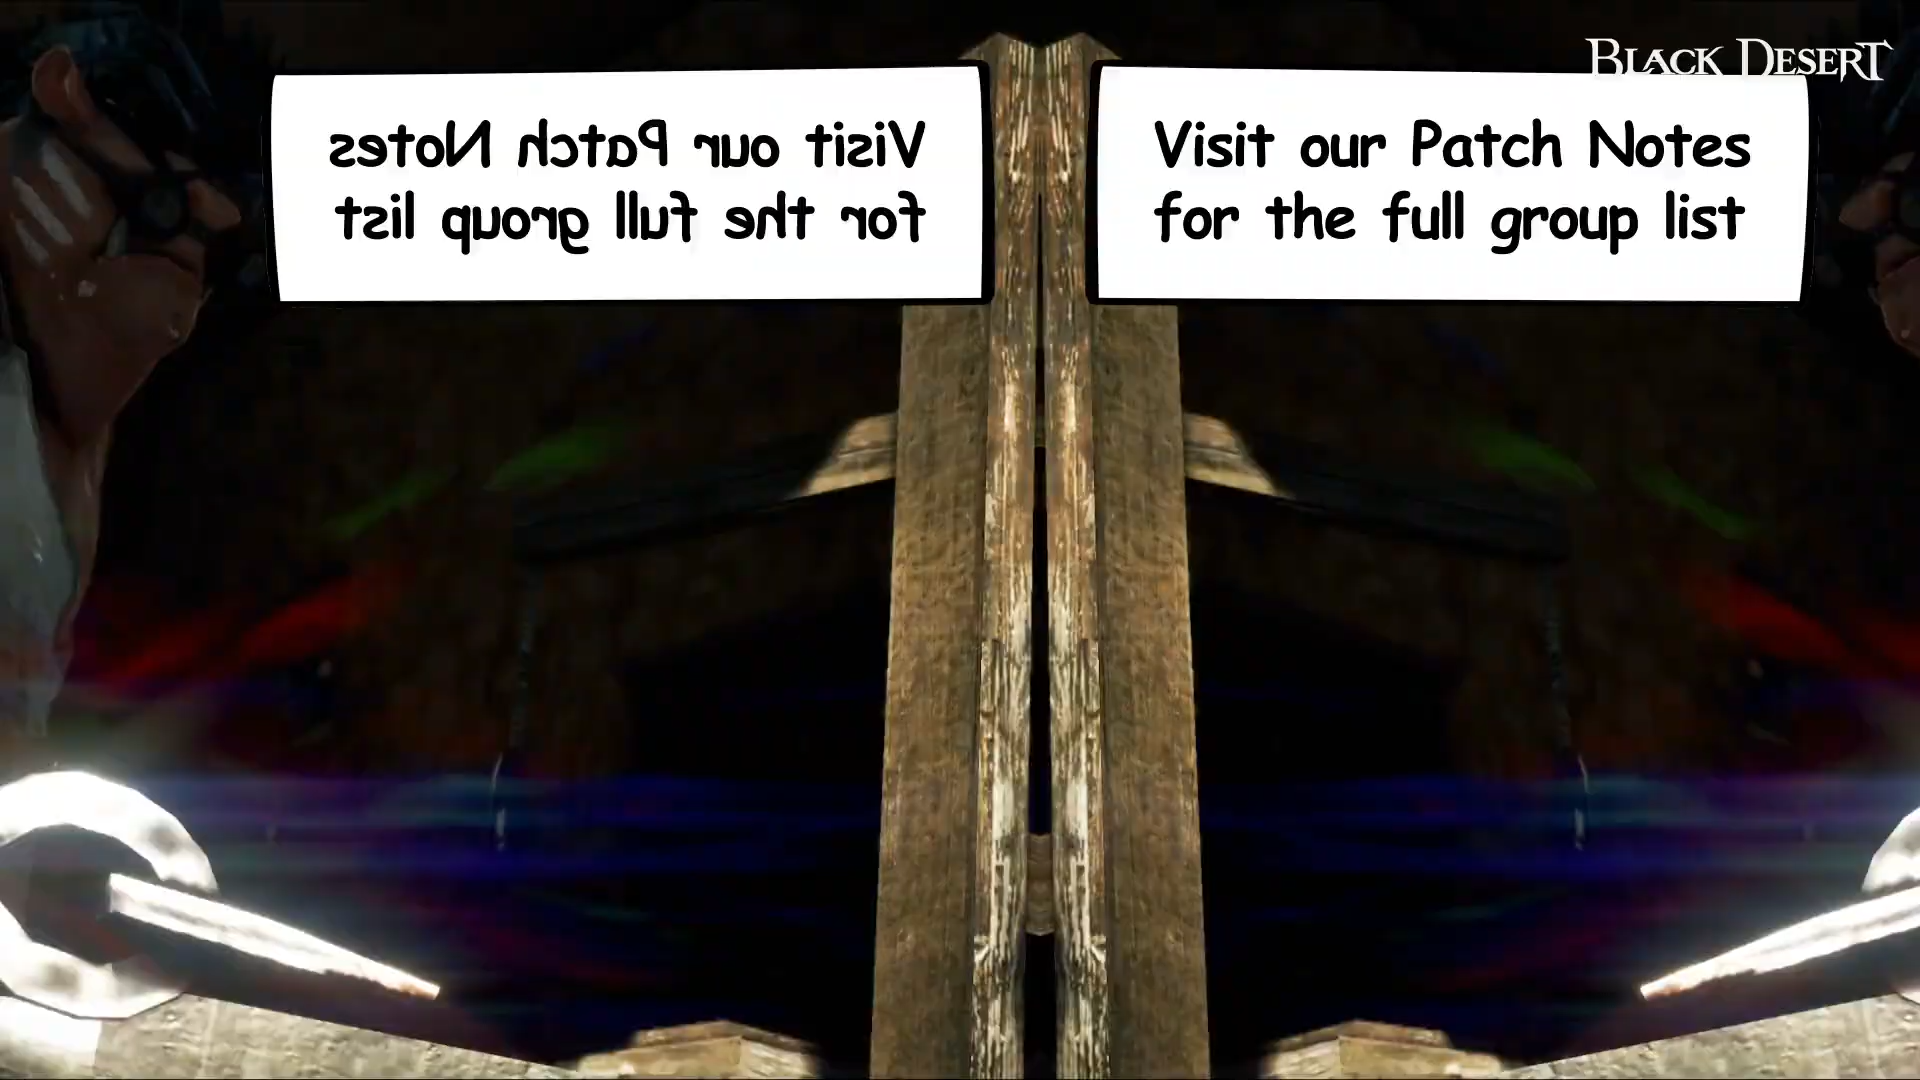 BLACK DESERT
Visit our Patch Notes
for the full group list
Visit our Patch Notes
for the full group list